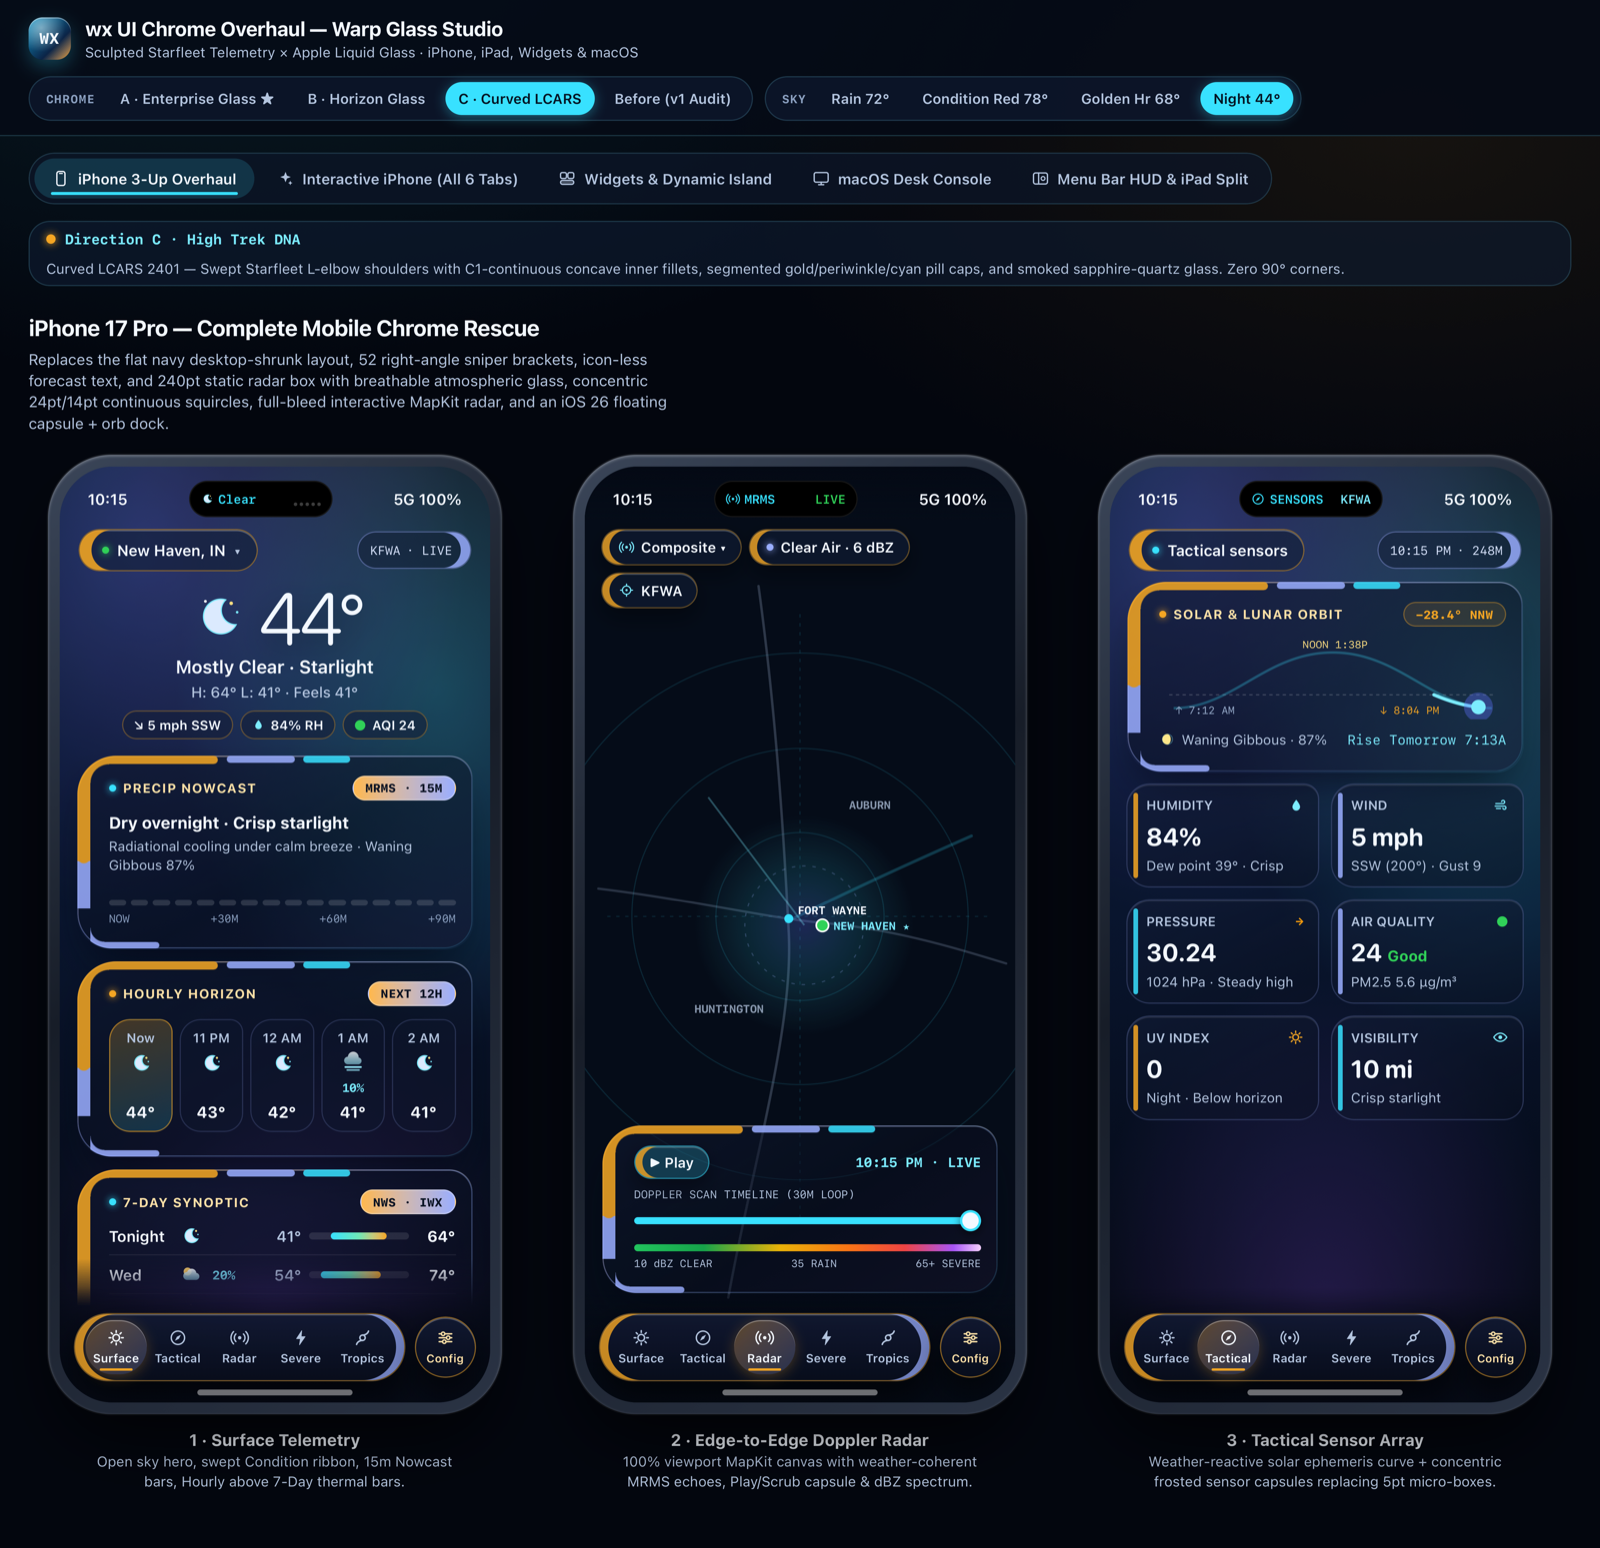 WX
wx UI Chrome Overhaul — Warp Glass Studio
Sculpted Starfleet Telemetry × Apple Liquid Glass · iPhone, iPad, Widgets & macOS
CHROME A · Enterprise Glass ★ B · Horizon Glass C · Curved LCARS Before (v1 Audit)
SKY Rain 72° Condition Red 78° Golden Hr 68° Night 44°
iPhone 3-Up Overhaul Interactive iPhone (All 6 Tabs) Widgets & Dynamic Island macOS Desk Console Menu Bar HUD & iPad Split
Direction C · High Trek DNA
Curved LCARS 2401 — Swept Starfleet L-elbow shoulders with C1-continuous concave inner fillets, segmented gold/periwinkle/cyan pill caps, and smoked sapphire-quartz glass. Zero 90° corners.
iPhone 17 Pro — Complete Mobile Chrome Rescue
Replaces the flat navy desktop-shrunk layout, 52 right-angle sniper brackets, icon-less
forecast text, and 240pt static radar box with breathable atmospheric glass, concentric
24pt/14pt continuous squircles, full-bleed interactive MapKit radar, and an iOS 26 floating
capsule + orb dock.
10:15 Clear 5G 100%
New Haven, IN ▾ KFWA · LIVE
44°
Mostly Clear · Starlight
H: 64° L: 41° · Feels 41°
↘ 5 mph SSW 84% RH AQI 24
PRECIP NOWCAST MRMS · 15M
Dry overnight · Crisp starlight
Radiational cooling under calm breeze · Waning
Gibbous 87%
NOW +30M +60M +90M
HOURLY HORIZON NEXT 12H
Now 11 PM 12 AM 1 AM 2 AM
10%
44° 43° 42° 41° 41°
7-DAY SYNOPTIC NWS · IWX
Tonight 41° 64°
Wed 20% 54° 74°
Surface Tactical Radar Severe Tropics Config
1 · Surface Telemetry
Open sky hero, swept Condition ribbon, 15m Nowcast
bars, Hourly above 7-Day thermal bars.
10:15 MRMS LIVE 5G 100%
Composite ▾ Clear Air · 6 dBZ
KFWA
AUBURN
FORT WAYNE
NEW HAVEN ★
HUNTINGTON
▶ Play 10:15 PM · LIVE
DOPPLER SCAN TIMELINE (30M LOOP)
10 dBZ CLEAR 35 RAIN 65+ SEVERE
Surface Tactical Radar Severe Tropics Config
2 · Edge-to-Edge Doppler Radar
100% viewport MapKit canvas with weather-coherent
MRMS echoes, Play/Scrub capsule & dBZ spectrum.
10:15 SENSORS KFWA 5G 100%
Tactical sensors 10:15 PM · 248M
SOLAR & LUNAR ORBIT −28.4° NNW
NOON 1:38P
↑ 7:12 AM ↓ 8:04 PM
Waning Gibbous · 87% Rise Tomorrow 7:13A
HUMIDITY
84%
Dew point 39° · Crisp
WIND
5 mph
SSW (200°) · Gust 9
PRESSURE →
30.24
1024 hPa · Steady high
AIR QUALITY
24 Good
PM2.5 5.6 µg/m³
UV INDEX
0
Night · Below horizon
VISIBILITY
10 mi
Crisp starlight
Surface Tactical Radar Severe Tropics Config
3 · Tactical Sensor Array
Weather-reactive solar ephemeris curve + concentric
frosted sensor capsules replacing 5pt micro-boxes.